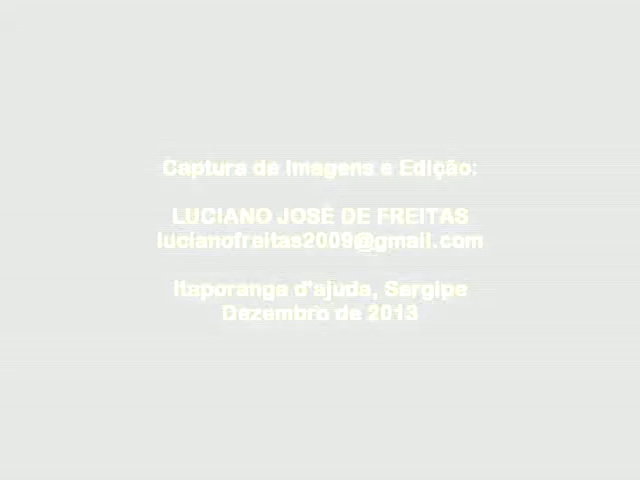 Captura de Imagens e Edição:
LUCIANO JOSÉ DE FREITAS
lucianofreitas2009@gmail.com
Itaporanga d'ajuda, Sergipe
Dezembro de 2013